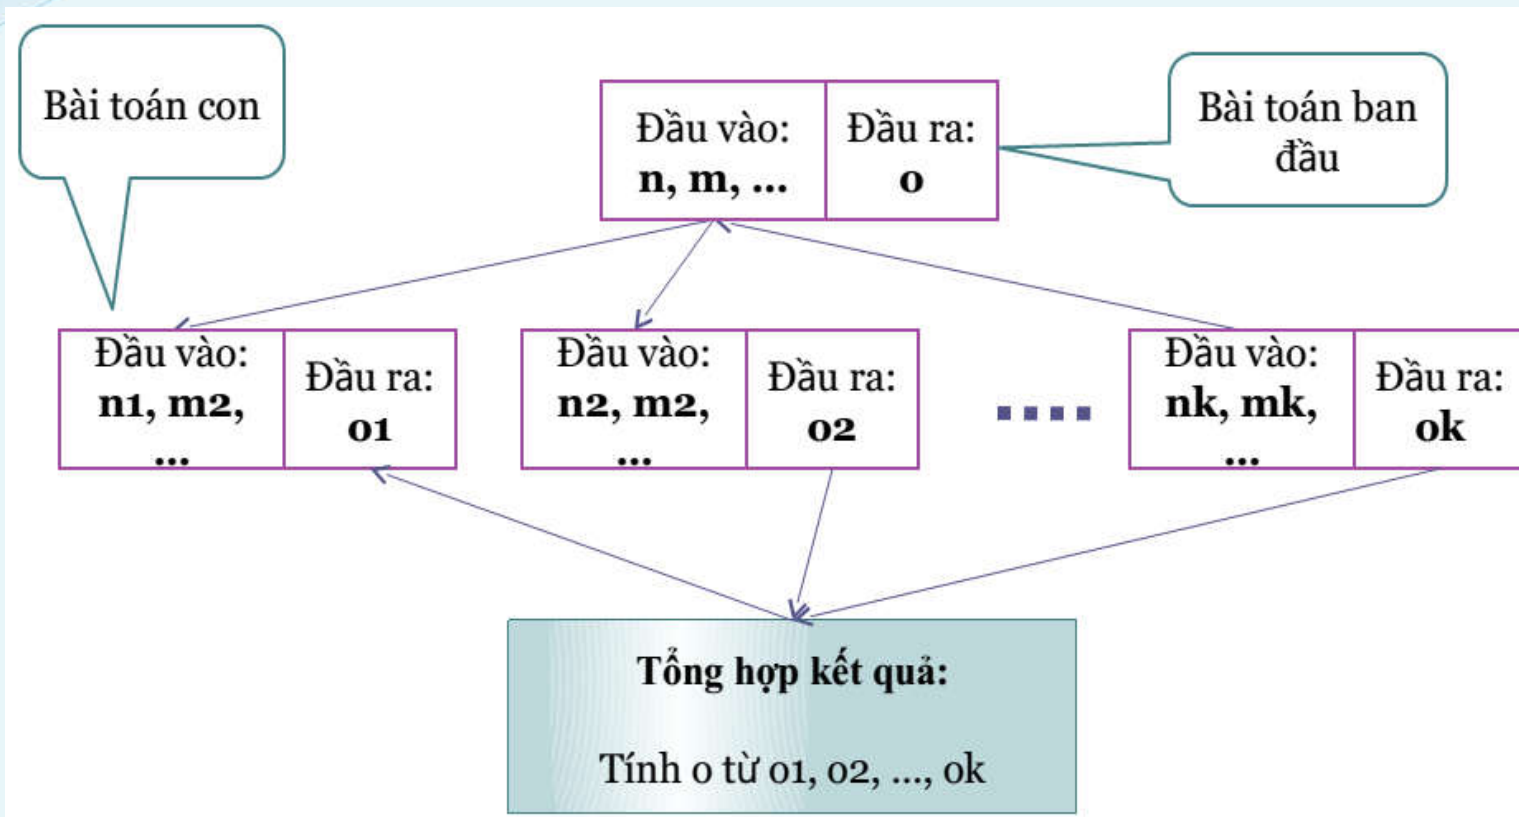 Bài toán con
Đầu vào:
n, m, ...
Đầu ra:
o
Bài toán ban
đầu
Đầu vào:
n1, m2,
...
Đầu ra:
o1
Đầu vào:
n2, m2,
...
Đầu ra:
o2
Đầu vào:
nk, mk,
...
Đầu ra:
ok
Tổng hợp kết quả:
Tính o từ o1, o2, ..., ok